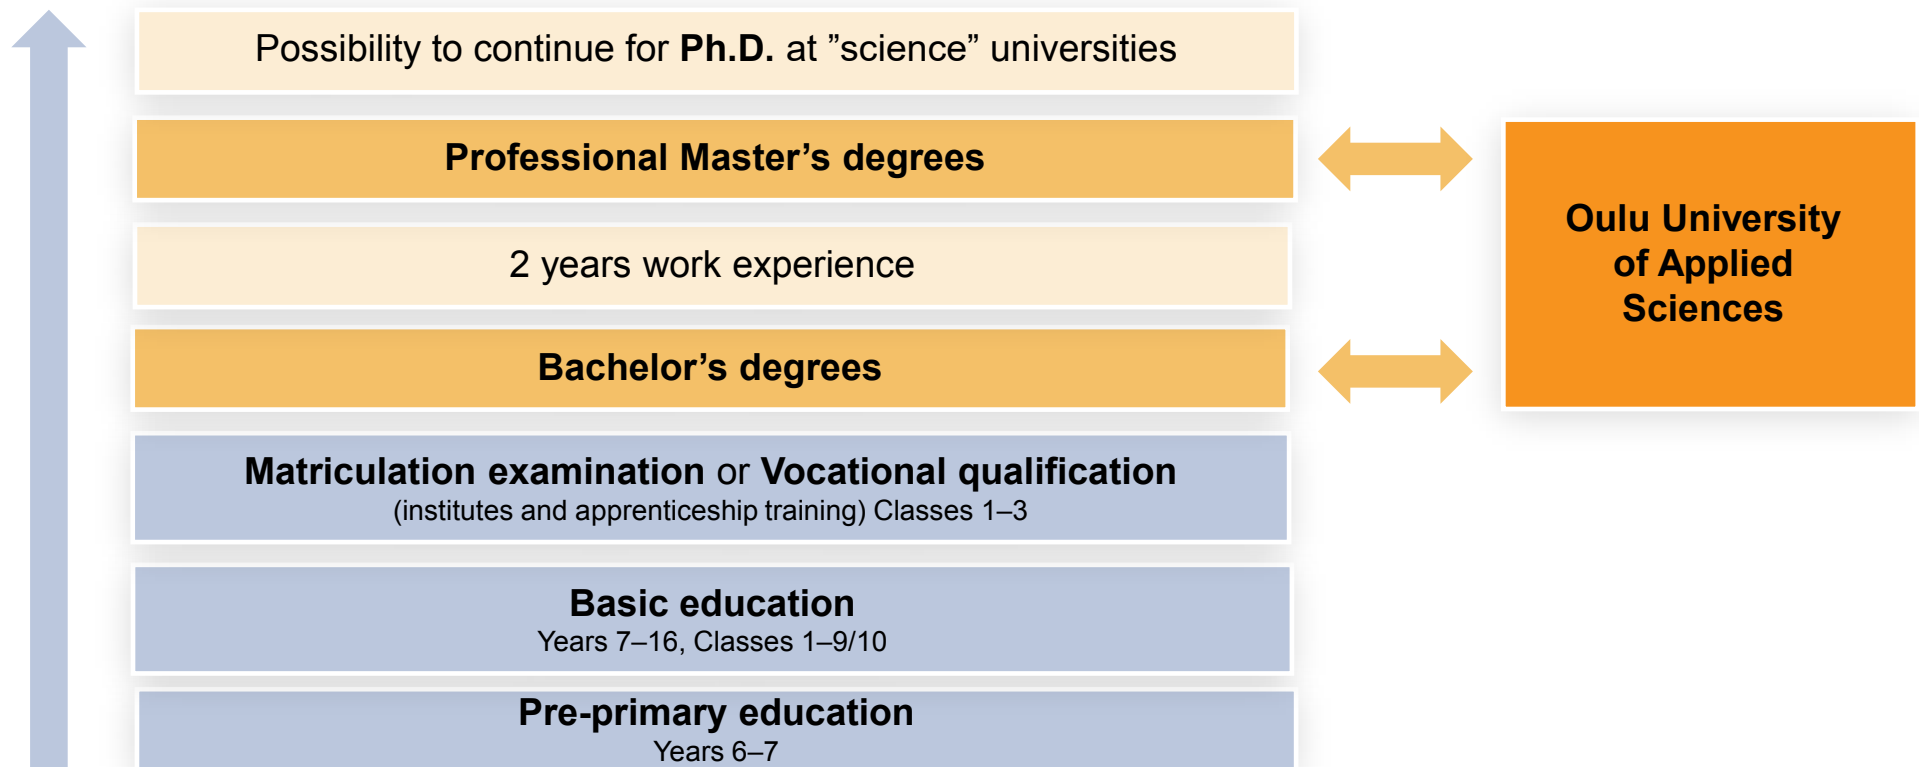 Possibility to continue for Ph.D. at ”science” universities
Professional Master’s degrees
2 years work experience
Bachelor’s degrees
Matriculation examination or Vocational qualification
(institutes and apprenticeship training) Classes 1–3
Basic education
Years 7–16, Classes 1–9/10
Pre-primary education
Years 6–7
Oulu University
of Applied
Sciences